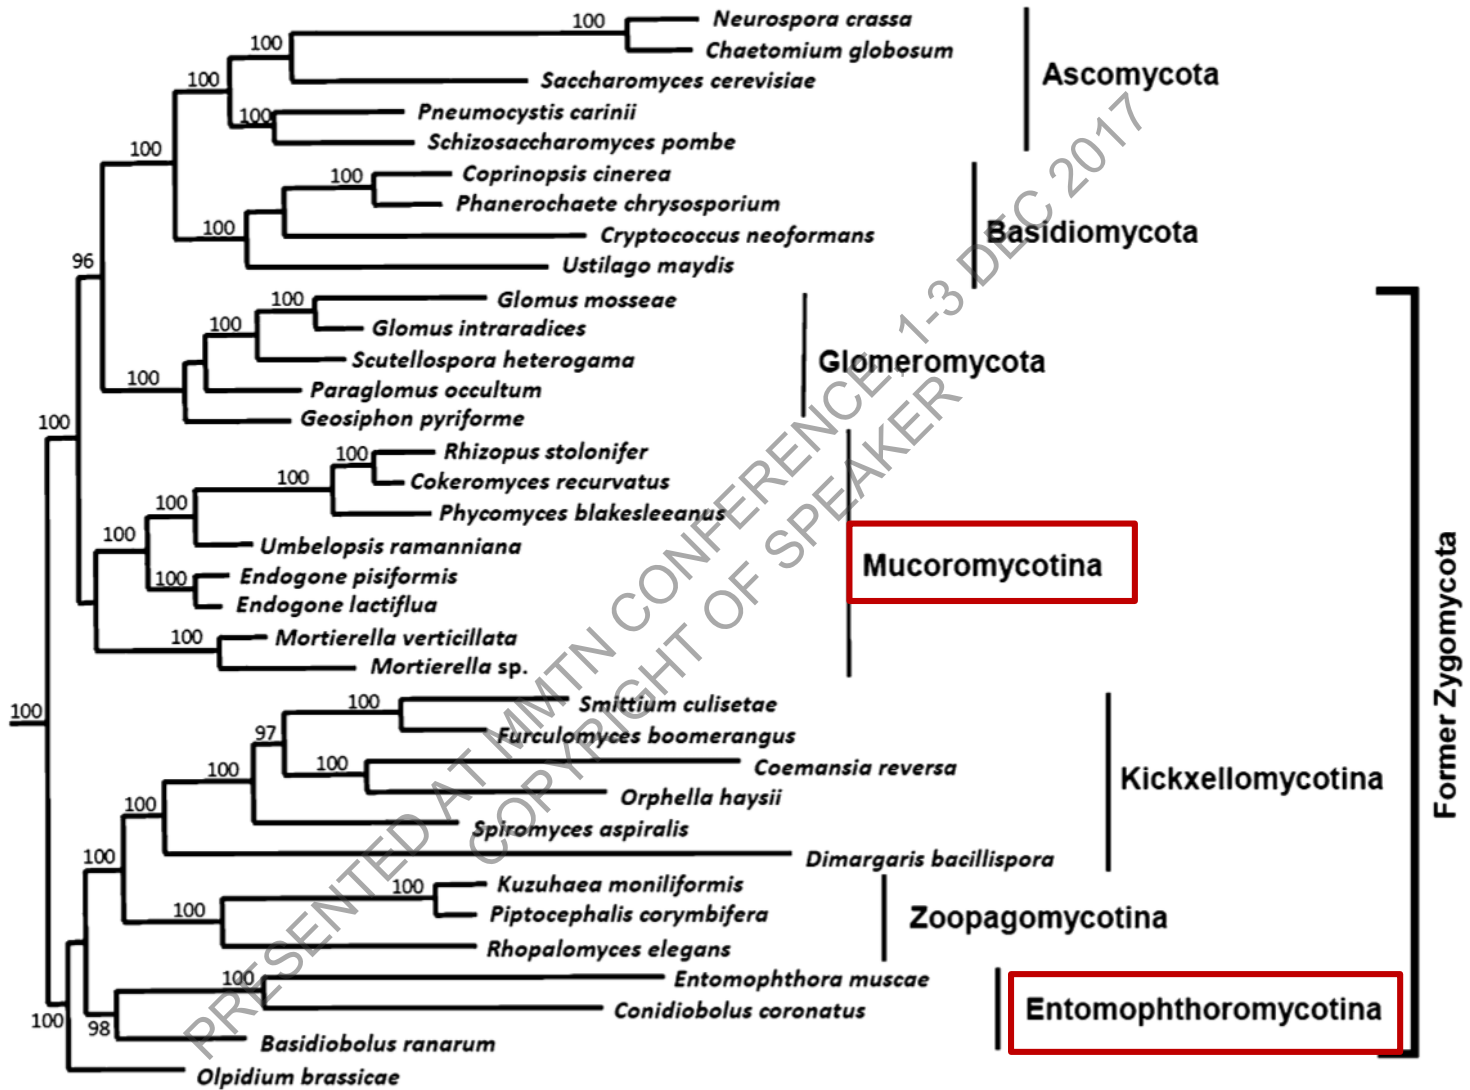 100 Neurospora crassa
Chaetomium globosum
100
Saccharomyces cerevisiae
Ascomycota
100
Pneumocystis carinii
100
Schizosaccharomyces pombe
100
Coprinopsis cinerea
100
Phanerochaete chrysosporium
Cryptococcus neoformans
100
Basidiomycota
Ustilago maydis
96
Glomus mosseae
100
Glomus intraradices
100
Scutellospora heterogama
Glomeromycota
Paraglomus occultum
100
Geosiphon pyriforme
100
Rhizopus stolonifer
100
Cokeromyces recurvatus
100
Phycomyces blakesleeanus
100
Umbelopsis ramanniana
100
Mucoromycotina
Endogone pisiformis
100
Endogone lactiflua
Mortierella verticillata
100
Mortierella sp.
Former Zygomycota
100
Smittium culisetae
100
Furculomyces boomerangus
97
Coemansia reversa
100
100
Kickxellomycotina
Orphella haysii
100
Spiromyces aspiralis
Dimargaris bacillispora
100
Kuzuhaea moniliformis
100
Piptocephalis corymbifera
100
Zoopagomycotina
Rhopalomyces elegans
Entomophthora muscae
100
Conidiobolus coronatus
Entomophthoromycotina
100
98
Basidiobolus ranarum
Olpidium brassicae
PRESENTED AT MMTN CONFERENCE, 1-3 DEC 2017
COPYRIGHT OF SPEAKER